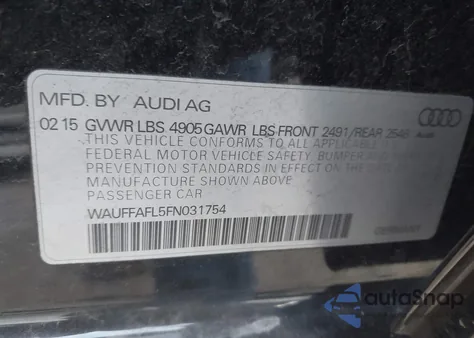 MFD. BY AUDI AG
02 15 GVWR LBS 4905 GAWR LBS FRONT 2491/REAR 2546
Audi
THIS VEHICLE CONFORMS TO ALL APPLICABLE
FEDERAL MOTOR VEHICLE SAFETY, BUMPER, AND THEFT
PREVENTION STANDARDS IN EFFECT ON THE DATE OF
MANUFACTURE SHOWN ABOVE
PASSENGER CAR
WAUFFAFL5FN031754
autoSnap